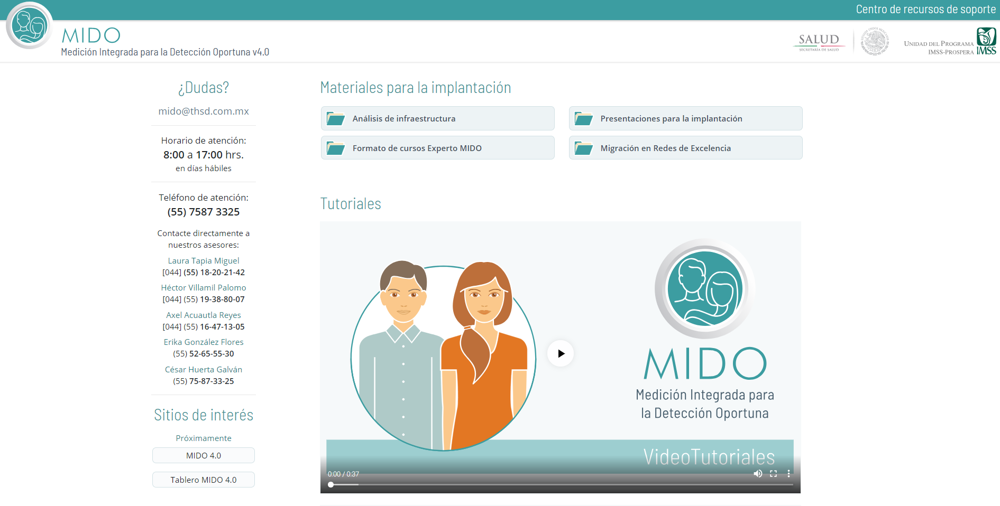 Centro de recursos de soporte
MIDO
Medición Integrada para la Detección Oportuna v4.0
SALUD
SECRETARÍA DE SALUD
ESTADOS UNIDOS MEXICANOS
UNIDAD DEL PROGRAMA
IMSS-PROSPERA
IMSS
¿Dudas?
mido@thsd.com.mx
Horario de atención:
8:00 a 17:00 hrs.
en días hábiles
Teléfono de atención:
(55) 7587 3325
Contacte directamente a
nuestros asesores:
Laura Tapia Miguel
[044] (55) 18-20-21-42
Héctor Villamil Palomo
[044] (55) 19-38-80-07
Axel Acuautla Reyes
[044] (55) 16-47-13-05
Erika González Flores
(55) 52-65-55-30
César Huerta Galván
(55) 75-87-33-25
Sitios de interés
Próximamente
MIDO 4.0
Tablero MIDO 4.0
Materiales para la implantación
Análisis de infraestructura
Presentaciones para la implantación
Formato de cursos Experto MIDO
Migración en Redes de Excelencia
Tutoriales
MIDO
Medición Integrada para
la Detección Oportuna
VideoTutoriales
0:00 / 0:37